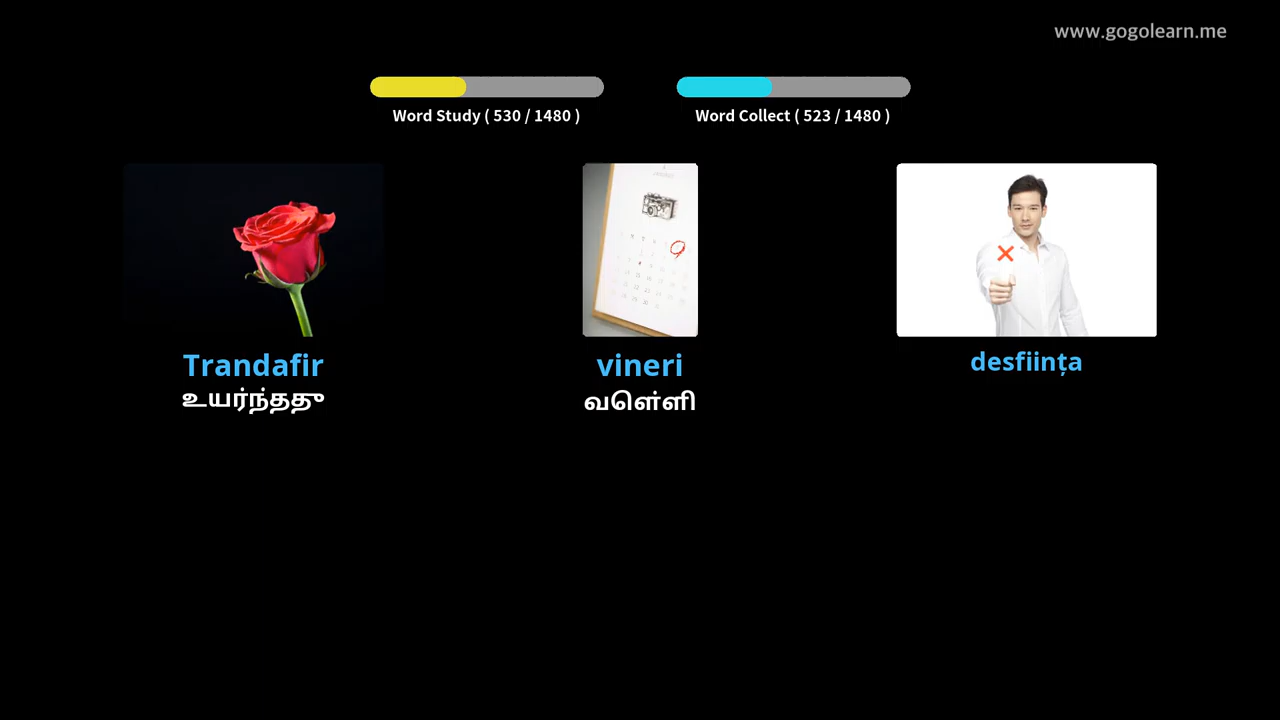 www.gogolearn.me
Word Study ( 530 / 1480 )
Word Collect ( 523 / 1480 )
Trandafir
உயர்ந்தது
vineri
வெள்ளி
desființa